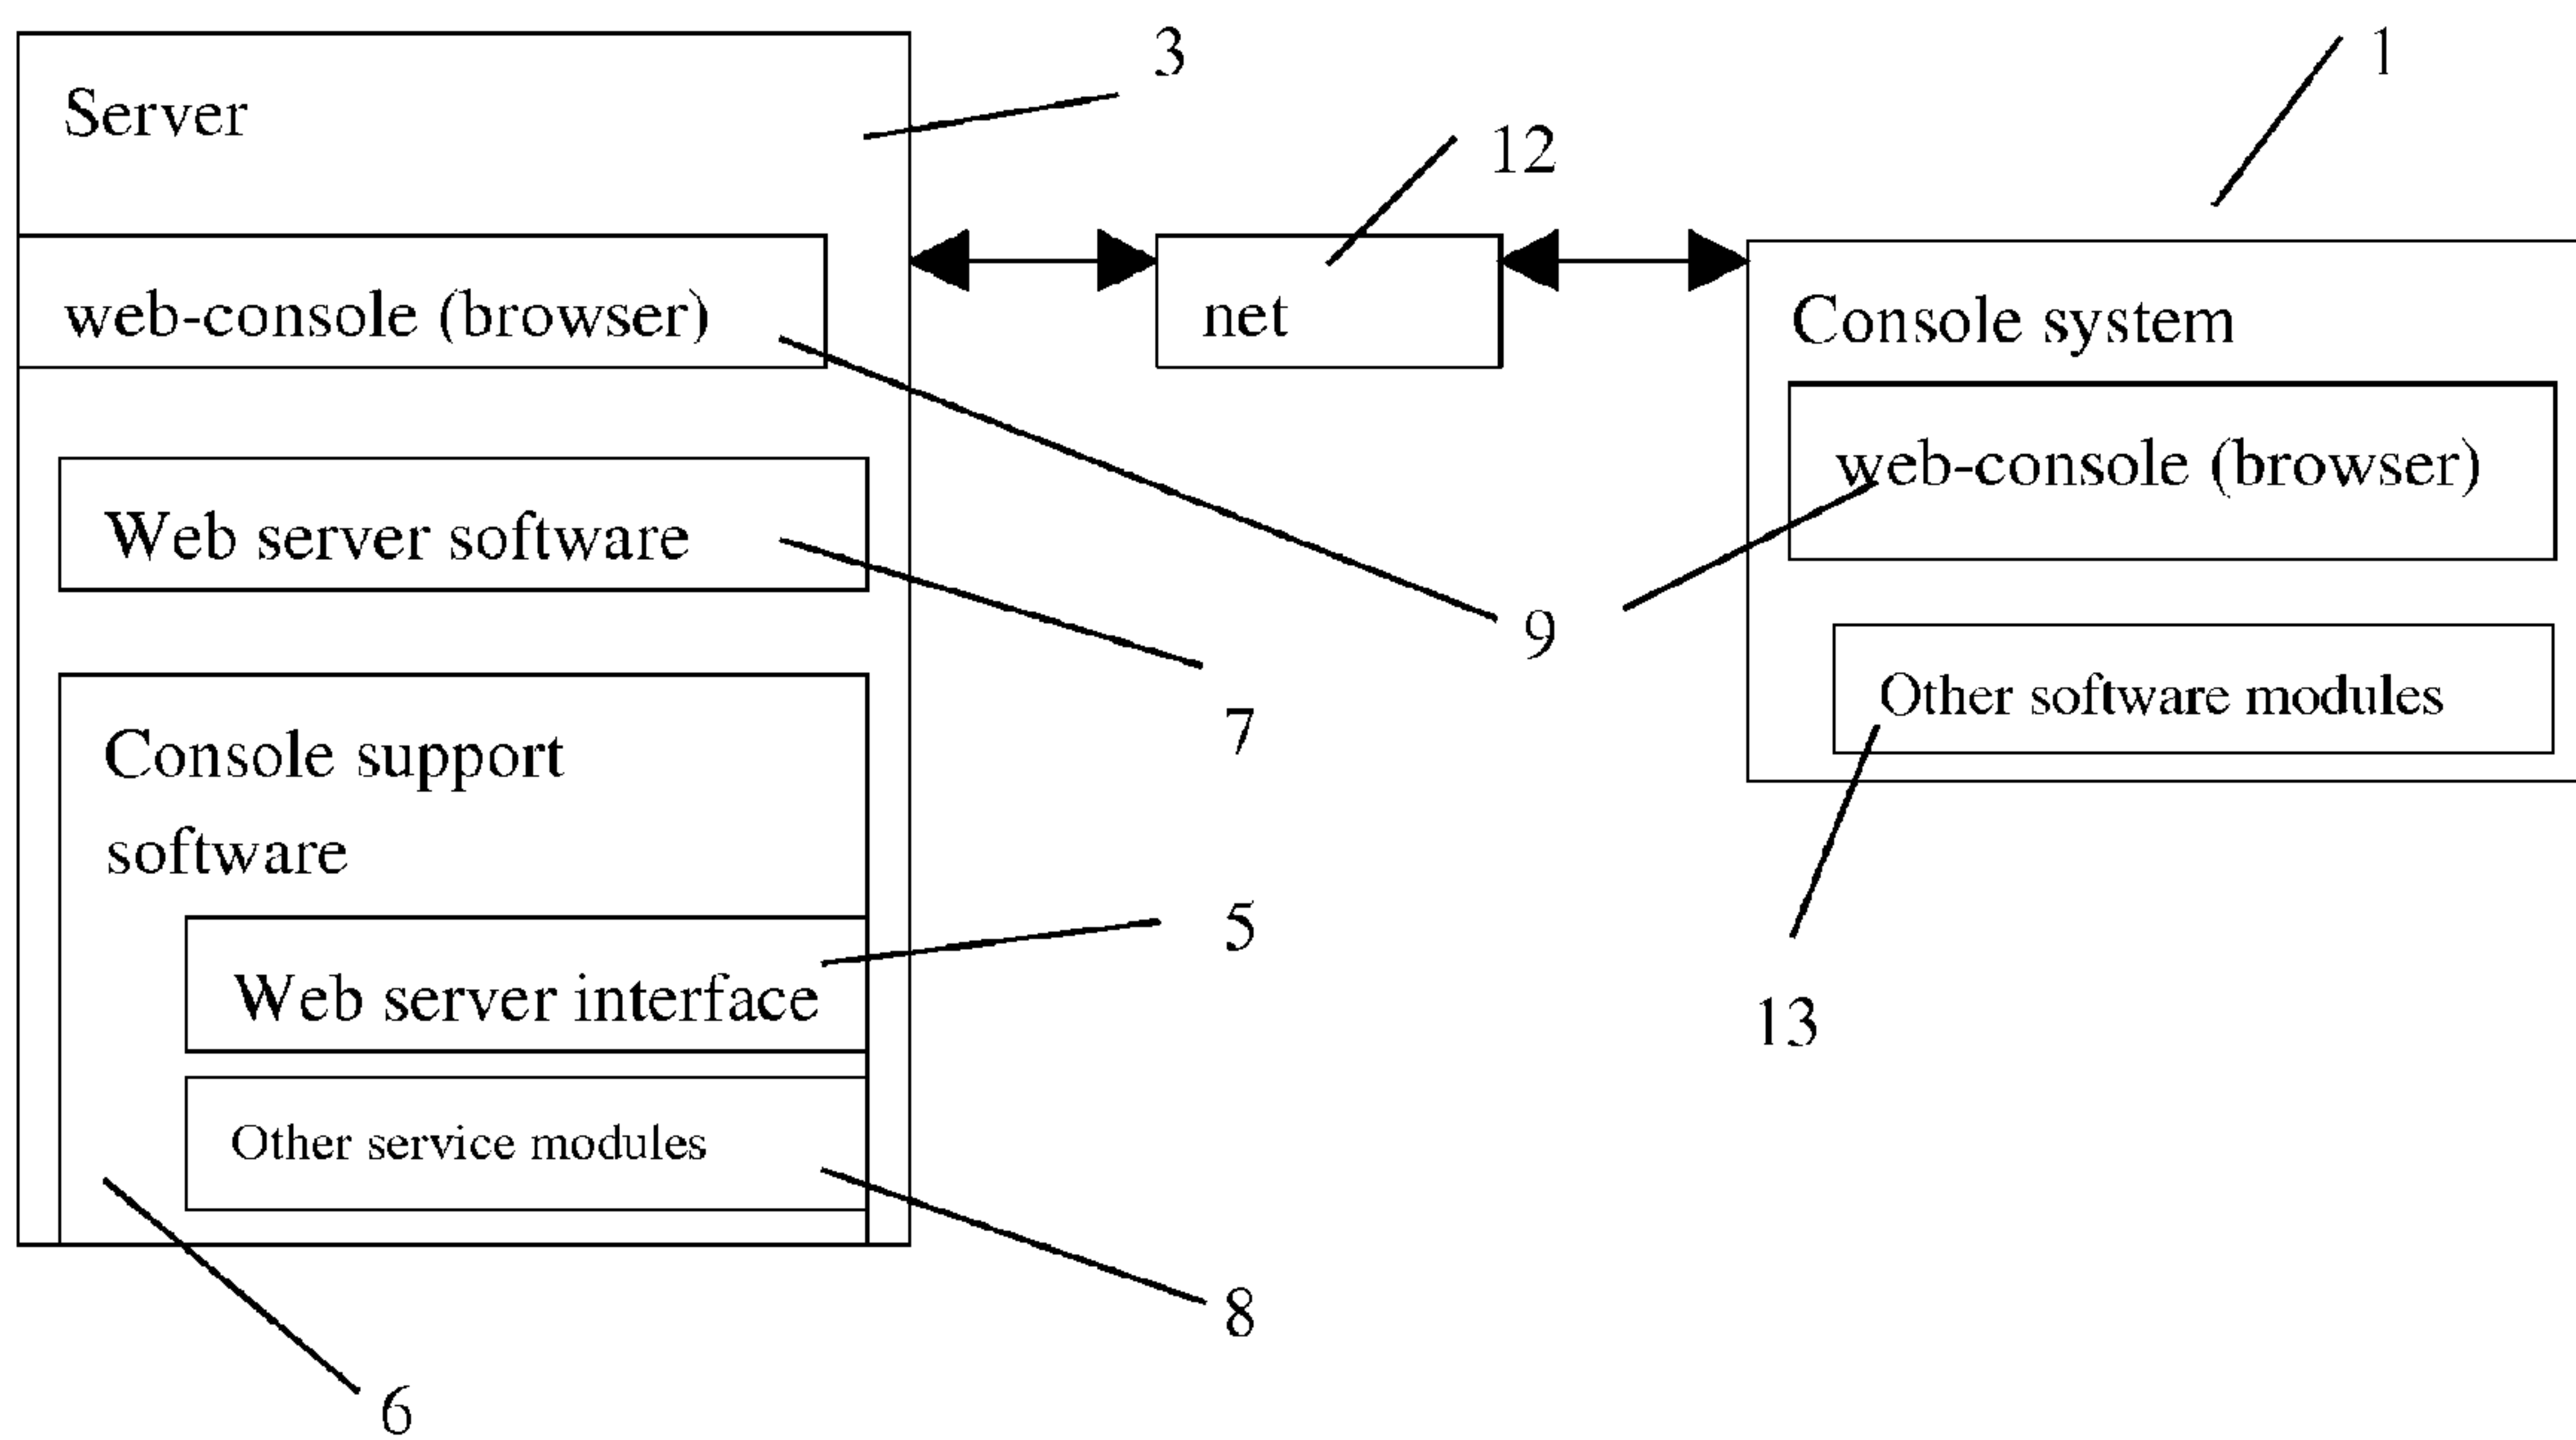 3
1
Server
12
web-console (browser)
net
Console system
web-console (browser)
Web server software
9
Other software modules
7
Console support
software
5
Web server interface
13
Other service modules
8
6